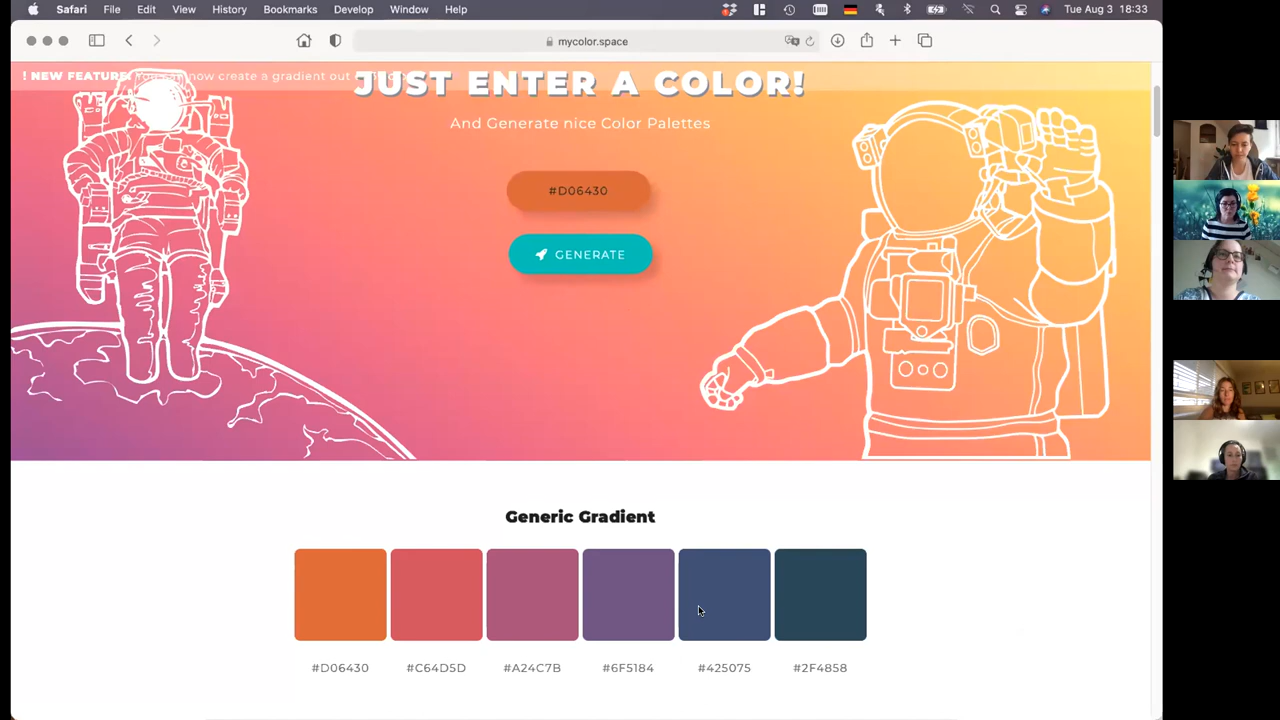 Safari File Edit View History Bookmarks Develop Window Help Tue Aug 3 18:33
mycolor.space
! NEW FEATURE: You can now create a gradient out
JUST ENTER A COLOR!
And Generate nice Color Palettes
#D06430
GENERATE
Generic Gradient
#D06430 #C64D5D #A24C7B #6F5184 #425075 #2F4858